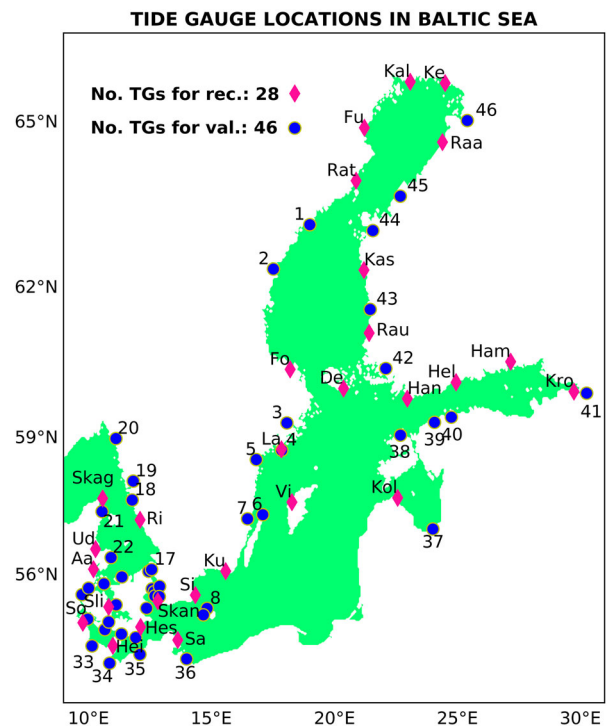 TIDE GAUGE LOCATIONS IN BALTIC SEA
Kal Ke
No. TGs for rec.: 28
46
Fu
65°N
No. TGs for val.: 46
Raa
Rat
45
1
44
2
Kas
62°N
43
Rau
42
Ham
Fo
Hel
De
Kro
Han
3
20
41
59°N
La 4
39 40
5
38
19
Skag
Vi
Kol
18
7 6
21
Ri
Ud
37
22
17
Aa
Ku
56°N
Si
Sli
8
So
Skan
Hes
Sa
Hei
33
35
34
36
10°E 15°E 20°E 25°E 30°E